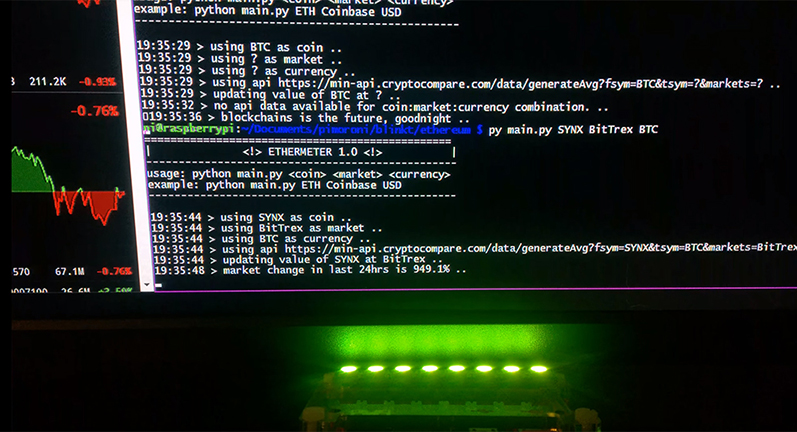 usage: python main.py <coin> <market> <currency>
example: python main.py ETH Coinbase USD
19:35:29 > using BTC as coin ..
19:35:29 > using ? as market ..
19:35:29 > using ? as currency ..
19:35:29 > using api https://min-api.cryptocompare.com/data/generateAvg?fsym=BTC&tsym=?&markets=? ..
19:35:29 > updating value of BTC at ? ..
19:35:32 > no api data available for coin:market:currency combination. ..
019:35:36 > blockchains is the future, goodnight ..
pi@raspberrypi:~/Documents/pimoroni/blinkt/ethereum $ py main.py SYNX BitTrex BTC
| <!> ETHERMETER 1.0 <!> |
usage: python main.py <coin> <market> <currency>
example: python main.py ETH Coinbase USD
19:35:44 > using SYNX as coin ..
19:35:44 > using BitTrex as market ..
19:35:44 > using BTC as currency ..
19:35:44 > using api https://min-api.cryptocompare.com/data/generateAvg?fsym=SYNX&tsym=BTC&markets=BitTrex
19:35:44 > updating value of SYNX at BitTrex ..
19:35:48 > market change in last 24hrs is 949.1% ..
211.2K -0.93%
-0.76%
570 67.1M -0.76%
26.6M +3.59%